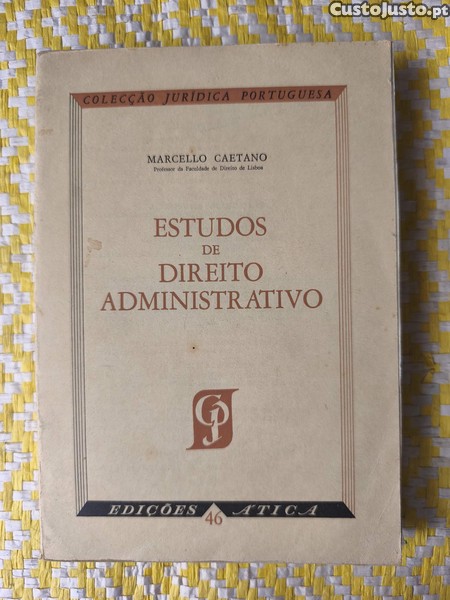 CustoJusto.pt
COLECÇÃO JURÍDICA PORTUGUESA
MARCELLO CAETANO
Professor da Faculdade de Direito de Lisboa
ESTUDOS
DE
DIREITO
ADMINISTRATIVO
CPJ
EDIÇÕES 46 ÁTICA